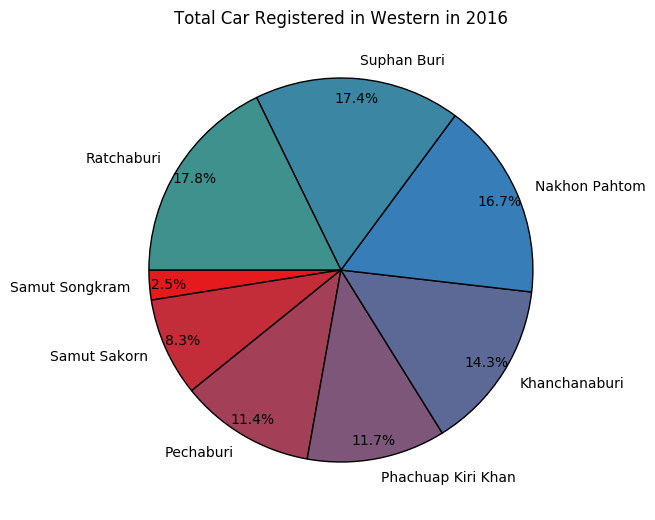 Total Car Registered in Western in 2016
Suphan Buri
17.4%
Ratchaburi
17.8%
Nakhon Pahtom
16.7%
Samut Songkram
2.5%
Samut Sakorn
8.3%
Khanchanaburi
14.3%
Pechaburi
11.4%
Phachuap Kiri Khan
11.7%